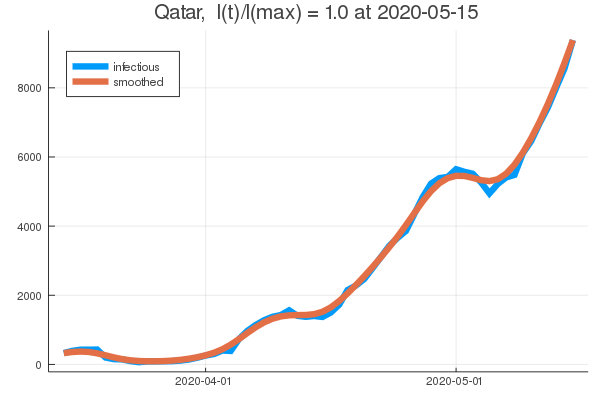 Qatar, I(t)/I(max) = 1.0 at 2020-05-15
infectious
smoothed
8000
6000
4000
2000
0
2020-04-01
2020-05-01